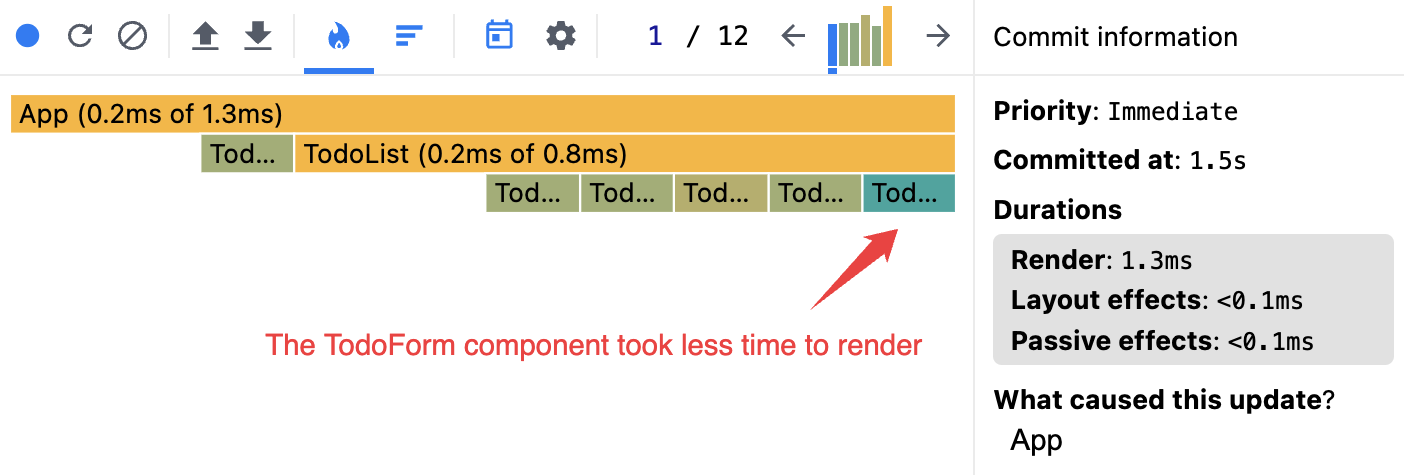 1 / 12
Commit information
App (0.2ms of 1.3ms)
Tod... TodoList (0.2ms of 0.8ms)
Tod... Tod... Tod... Tod... Tod...
The TodoForm component took less time to render
Priority: Immediate
Committed at: 1.5s
Durations
Render: 1.3ms
Layout effects: <0.1ms
Passive effects: <0.1ms
What caused this update?
App